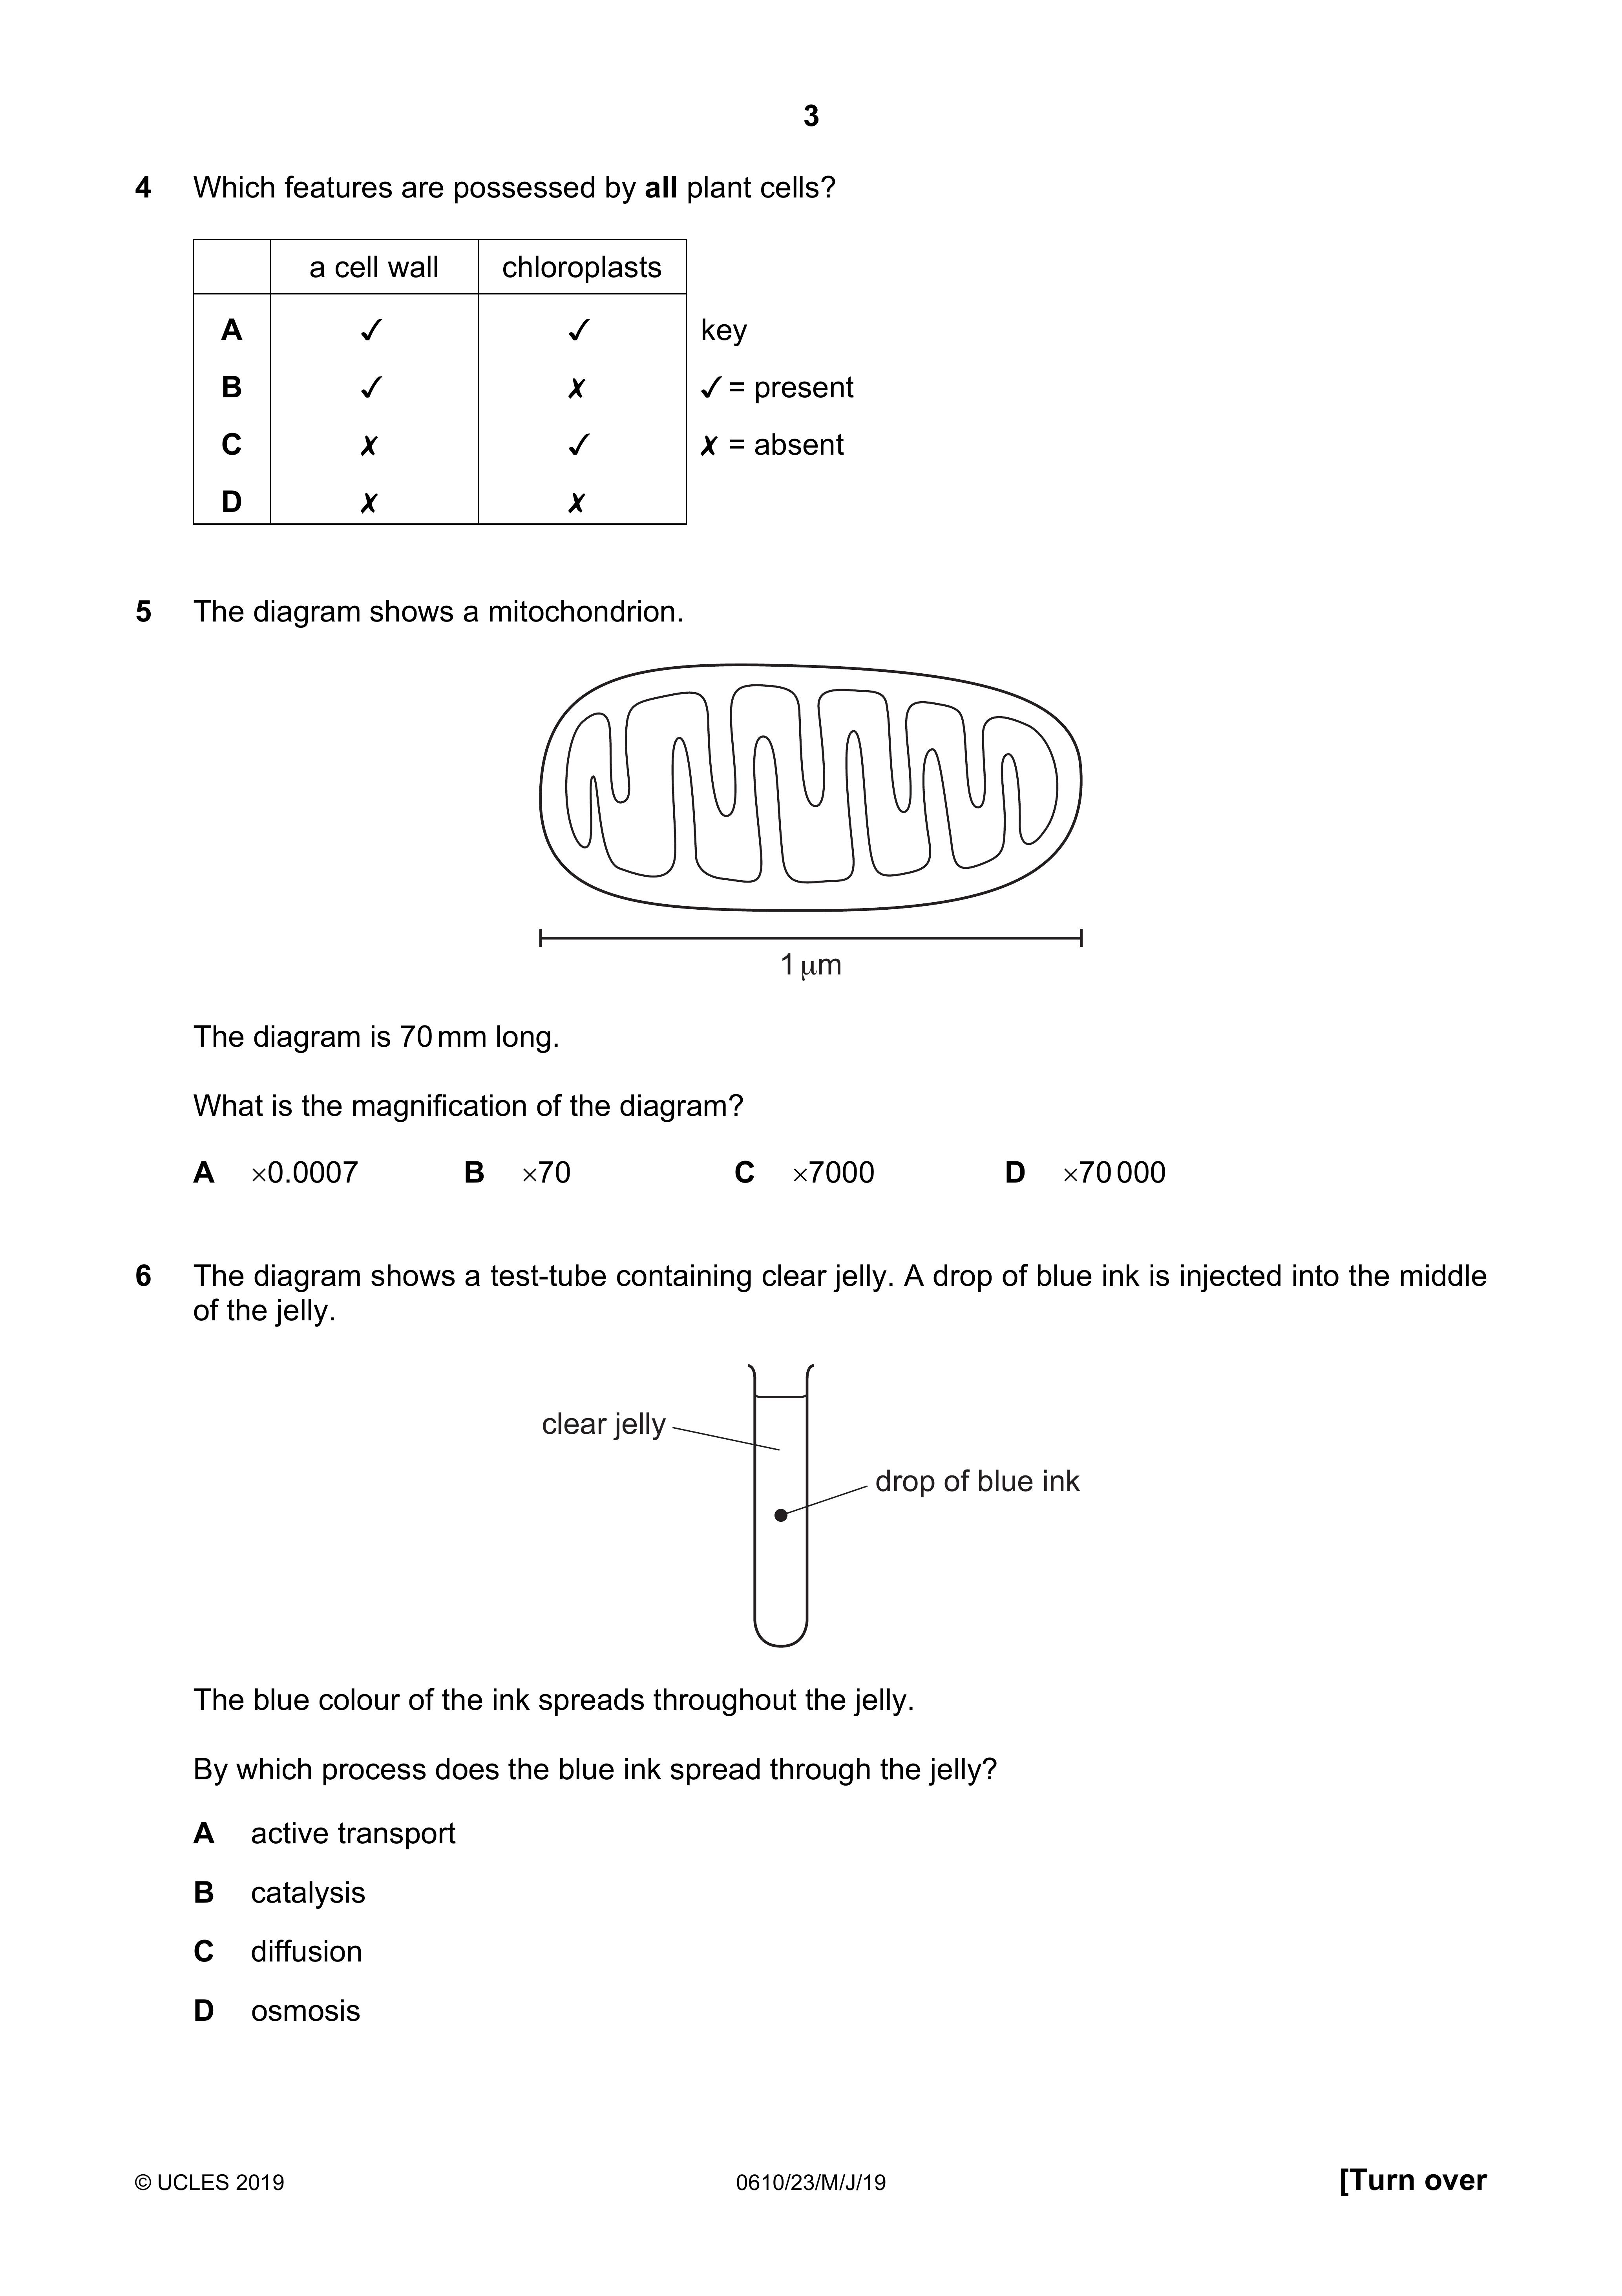 3
4 Which features are possessed by all plant cells?
a cell wall chloroplasts
A ✓ ✓ key
B ✓ ✗ ✓ = present
C ✗ ✓ ✗ = absent
D ✗ ✗
5 The diagram shows a mitochondrion.
1 µm
The diagram is 70 mm long.
What is the magnification of the diagram?
A ×0.0007 B ×70 C ×7000 D ×70 000
6 The diagram shows a test-tube containing clear jelly. A drop of blue ink is injected into the middle
of the jelly.
clear jelly
drop of blue ink
The blue colour of the ink spreads throughout the jelly.
By which process does the blue ink spread through the jelly?
A active transport
B catalysis
C diffusion
D osmosis
© UCLES 2019 0610/23/M/J/19 [Turn over